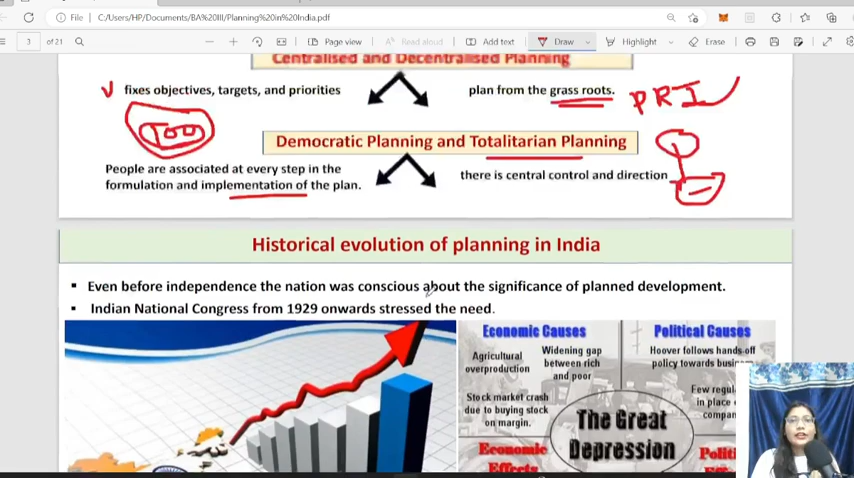 File
C:/Users/HP/Documents/BA%20III/Planning%20in%20India.pdf
3
of 21
Page view
Read aloud
Add text
Draw
Highlight
Erase
Centralised and Decentralised Planning
fixes objectives, targets, and priorities
plan from the grass roots.
PRI
Democratic Planning and Totalitarian Planning
People are associated at every step in the
formulation and implementation of the plan.
there is central control and direction
Historical evolution of planning in India
Even before independence the nation was conscious about the significance of planned development.
Indian National Congress from 1929 onwards stressed the need.
Economic Causes
Political Causes
Agricultural
overproduction
Widening gap
between rich
and poor
Hoover follows hands-off
policy towards
Stock market crash
due to buying stock
on margin.
Few
in place
The Great
Depression
Economic
Effects